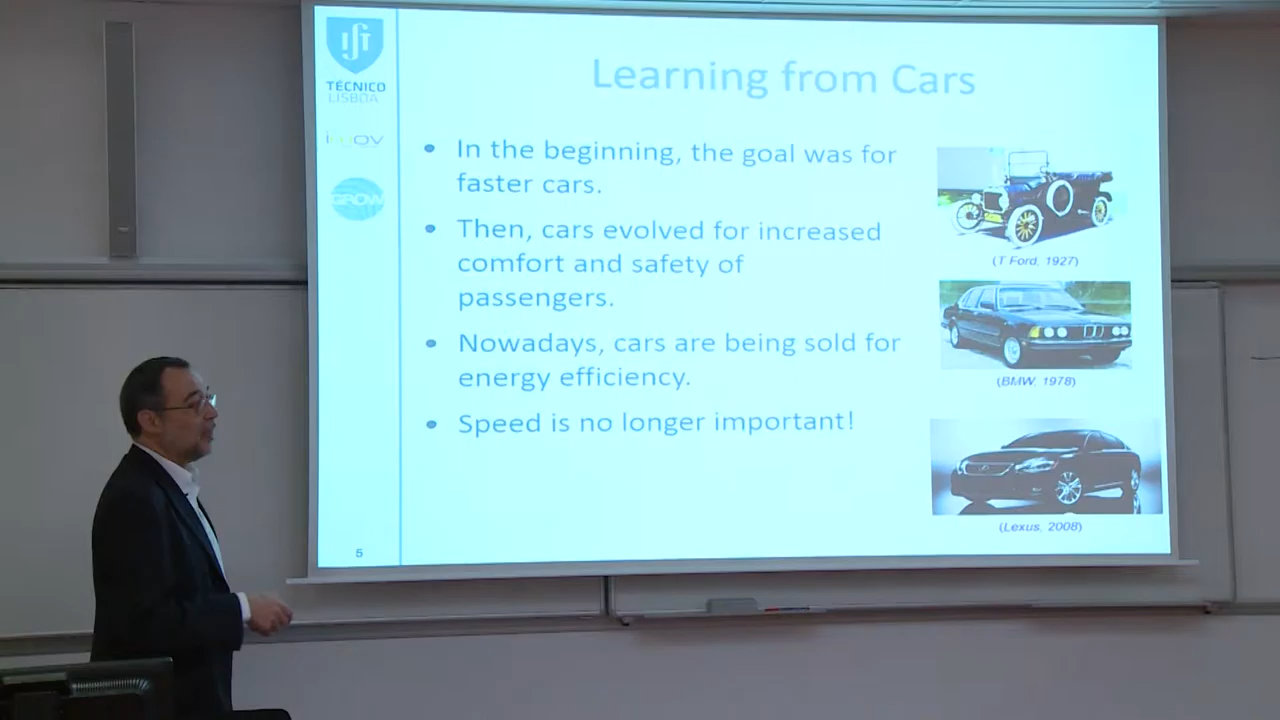 TÉCNICO
LISBOA
GROW
Learning from Cars
• In the beginning, the goal was for
faster cars.
• Then, cars evolved for increased
comfort and safety of
passengers.
• Nowadays, cars are being sold for
energy efficiency.
• Speed is no longer important!
(T Ford, 1927)
(BMW, 1978)
(Lexus, 2008)
5